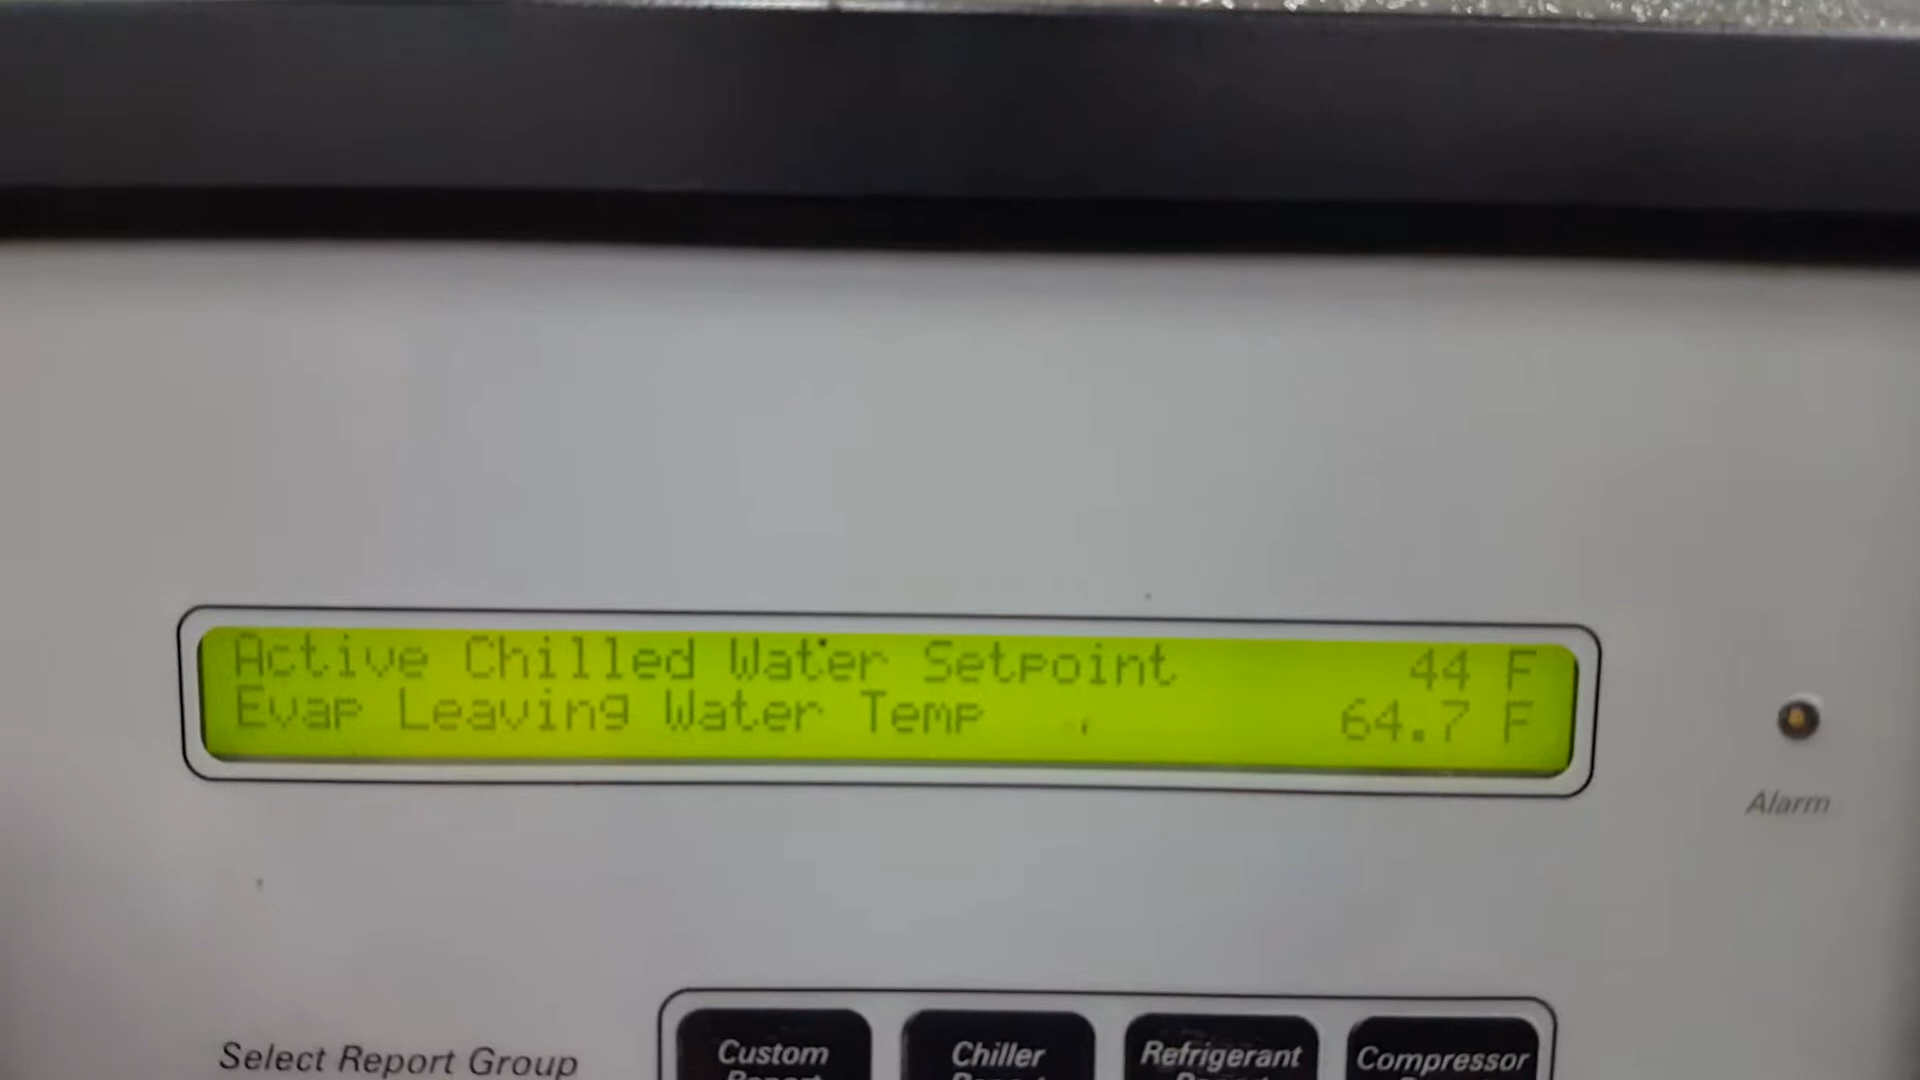 Active Chilled Water Setpoint 44 F
Evap Leaving Water Temp 64.7 F
Alarm
Select Report Group
Custom
Chiller
Refrigerant
Compressor